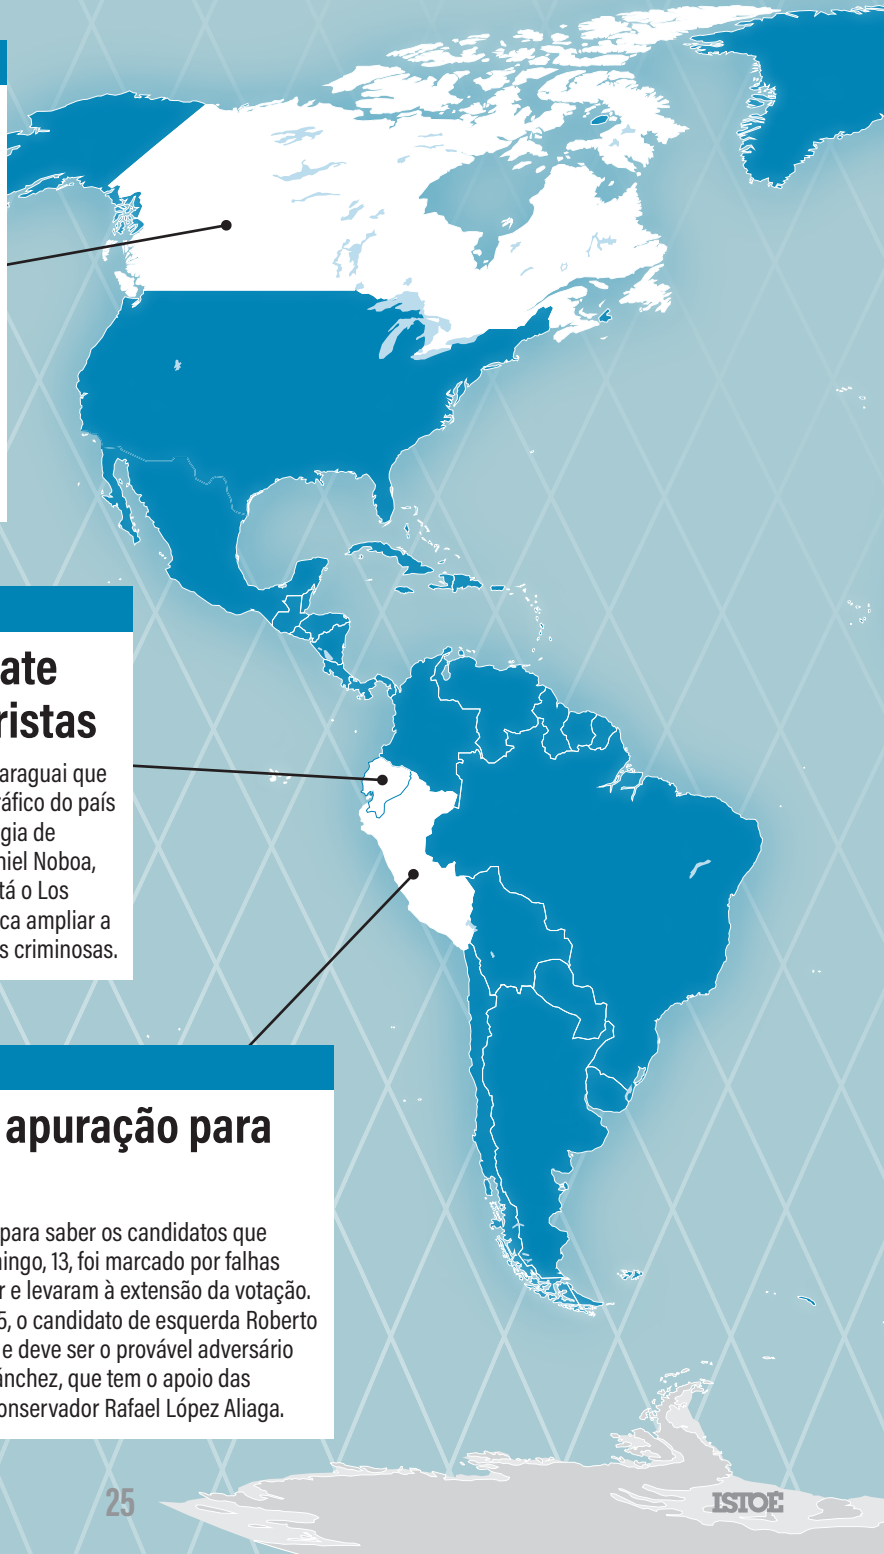 ate
ristas
araguai que
ráfico do país
gia de
niel Noboa,
tá o Los
ca ampliar a
s criminosas.
apuração para
para saber os candidatos que
ningo, 13, foi marcado por falhas
r e levaram à extensão da votação.
5, o candidato de esquerda Roberto
e deve ser o provável adversário
ánchez, que tem o apoio das
onservador Rafael López Aliaga.
25
ISTOÉ